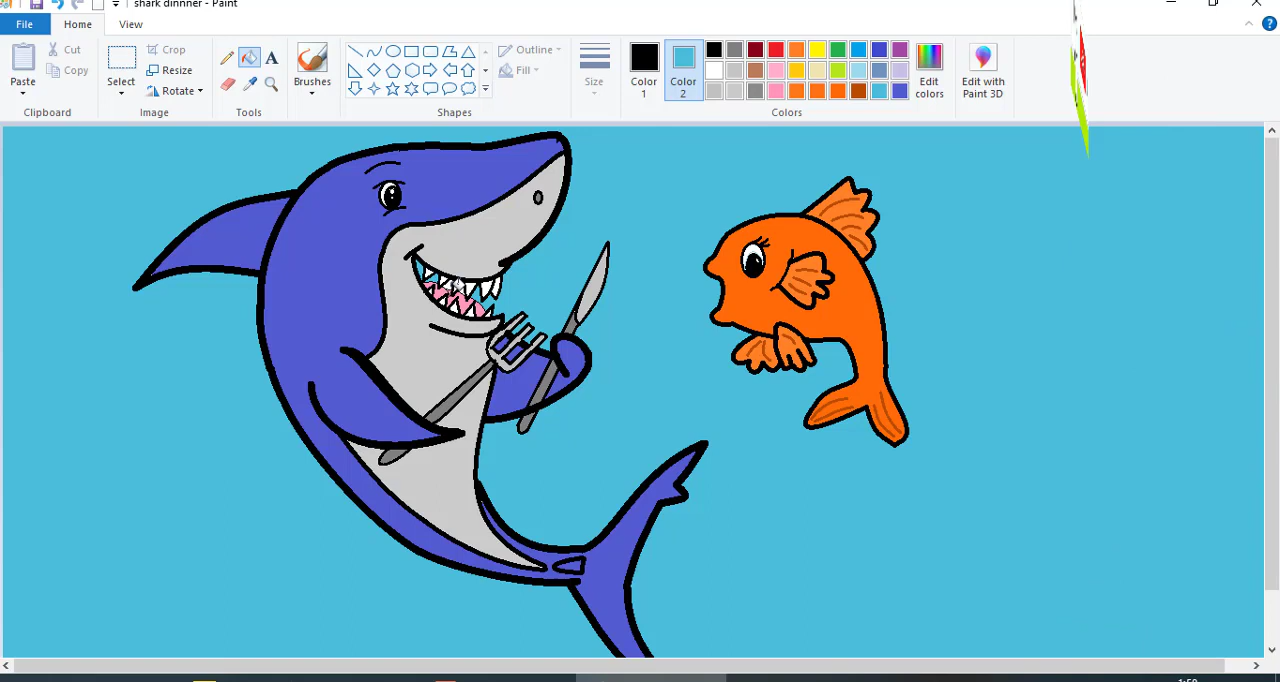 shark dinnner - Paint
File Home View
Cut
Copy
Paste
Clipboard
Crop
Resize
Rotate
Select
Image
Tools
Brushes
Outline
Fill
Shapes
Size
Color
1
Color
2
Edit
colors
Colors
Edit with
Paint 3D